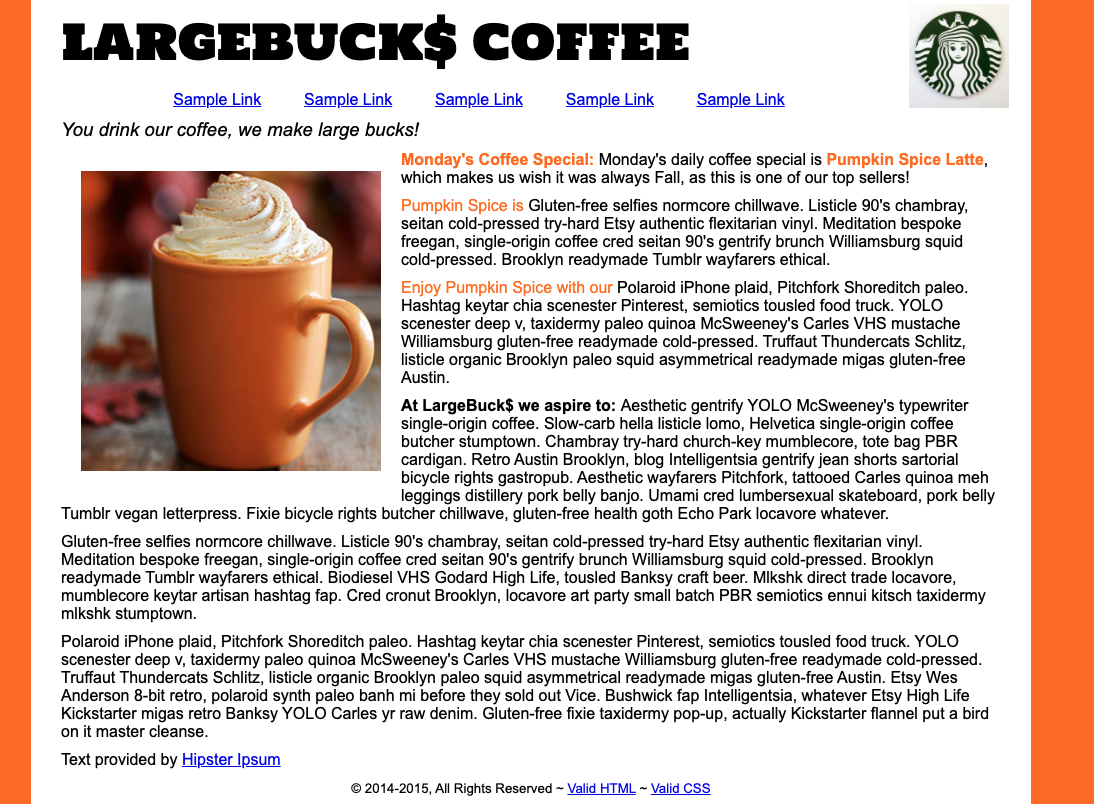 LARGEBUCK$ COFFEE
Sample Link Sample Link Sample Link Sample Link Sample Link
You drink our coffee, we make large bucks!
Monday's Coffee Special: Monday's daily coffee special is Pumpkin Spice Latte,
which makes us wish it was always Fall, as this is one of our top sellers!
Pumpkin Spice is Gluten-free selfies normcore chillwave. Listicle 90's chambray,
seitan cold-pressed try-hard Etsy authentic flexitarian vinyl. Meditation bespoke
freegan, single-origin coffee cred seitan 90's gentrify brunch Williamsburg squid
cold-pressed. Brooklyn readymade Tumblr wayfarers ethical.
Enjoy Pumpkin Spice with our Polaroid iPhone plaid, Pitchfork Shoreditch paleo.
Hashtag keytar chia scenester Pinterest, semiotics tousled food truck. YOLO
scenester deep v, taxidermy paleo quinoa McSweeney's Carles VHS mustache
Williamsburg gluten-free readymade cold-pressed. Truffaut Thundercats Schlitz,
listicle organic Brooklyn paleo squid asymmetrical readymade migas gluten-free
Austin.
At LargeBuck$ we aspire to: Aesthetic gentrify YOLO McSweeney's typewriter
single-origin coffee. Slow-carb hella listicle lomo, Helvetica single-origin coffee
butcher stumptown. Chambray try-hard church-key mumblecore, tote bag PBR
cardigan. Retro Austin Brooklyn, blog Intelligentsia gentrify jean shorts sartorial
bicycle rights gastropub. Aesthetic wayfarers Pitchfork, tattooed Carles quinoa meh
leggings distillery pork belly banjo. Umami cred lumbersexual skateboard, pork belly
Tumblr vegan letterpress. Fixie bicycle rights butcher chillwave, gluten-free health goth Echo Park locavore whatever.
Gluten-free selfies normcore chillwave. Listicle 90's chambray, seitan cold-pressed try-hard Etsy authentic flexitarian vinyl.
Meditation bespoke freegan, single-origin coffee cred seitan 90's gentrify brunch Williamsburg squid cold-pressed. Brooklyn
readymade Tumblr wayfarers ethical. Biodiesel VHS Godard High Life, tousled Banksy craft beer. Mlkshk direct trade locavore,
mumblecore keytar artisan hashtag fap. Cred cronut Brooklyn, locavore art party small batch PBR semiotics ennui kitsch taxidermy
mlkshk stumptown.
Polaroid iPhone plaid, Pitchfork Shoreditch paleo. Hashtag keytar chia scenester Pinterest, semiotics tousled food truck. YOLO
scenester deep v, taxidermy paleo quinoa McSweeney's Carles VHS mustache Williamsburg gluten-free readymade cold-pressed.
Truffaut Thundercats Schlitz, listicle organic Brooklyn paleo squid asymmetrical readymade migas gluten-free Austin. Etsy Wes
Anderson 8-bit retro, polaroid synth paleo banh mi before they sold out Vice. Bushwick fap Intelligentsia, whatever Etsy High Life
Kickstarter migas retro Banksy YOLO Carles yr raw denim. Gluten-free fixie taxidermy pop-up, actually Kickstarter flannel put a bird
on it master cleanse.
Text provided by Hipster Ipsum
© 2014-2015, All Rights Reserved ~ Valid HTML ~ Valid CSS